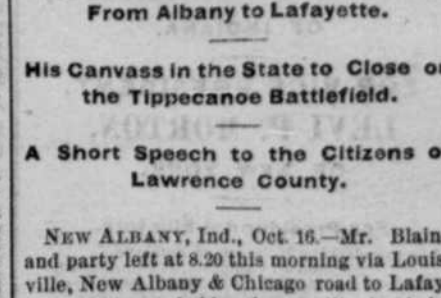 From Albany to Lafayette.
His Canvass in the State to Close o
the Tippecanoe Battlefield.
A Short Speech to the Citizens o
Lawrence County.
NEW ALBANY, Ind., Oct. 16.—Mr. Blain
and party left at 8.20 this morning via Louis
ville, New Albany & Chicago road to Lafay